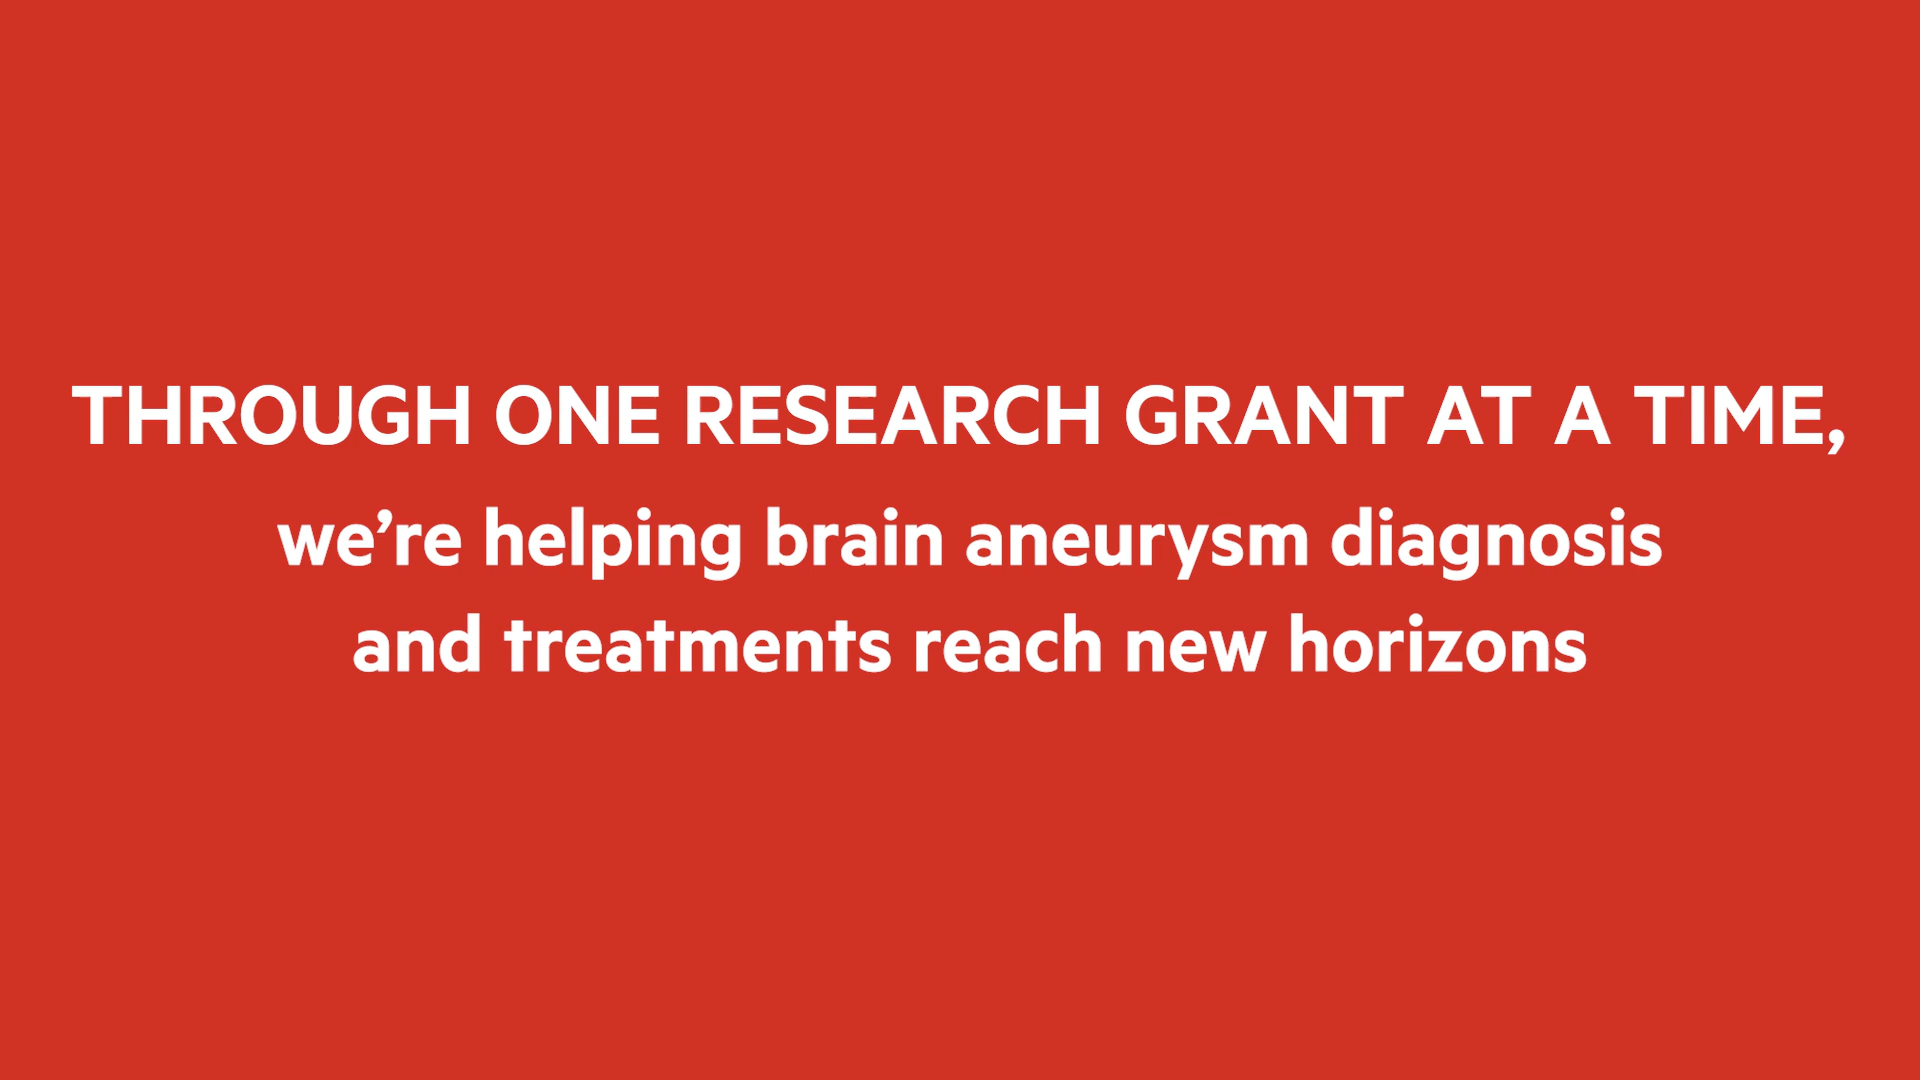 THROUGH ONE RESEARCH GRANT AT A TIME,
we’re helping brain aneurysm diagnosis
and treatments reach new horizons